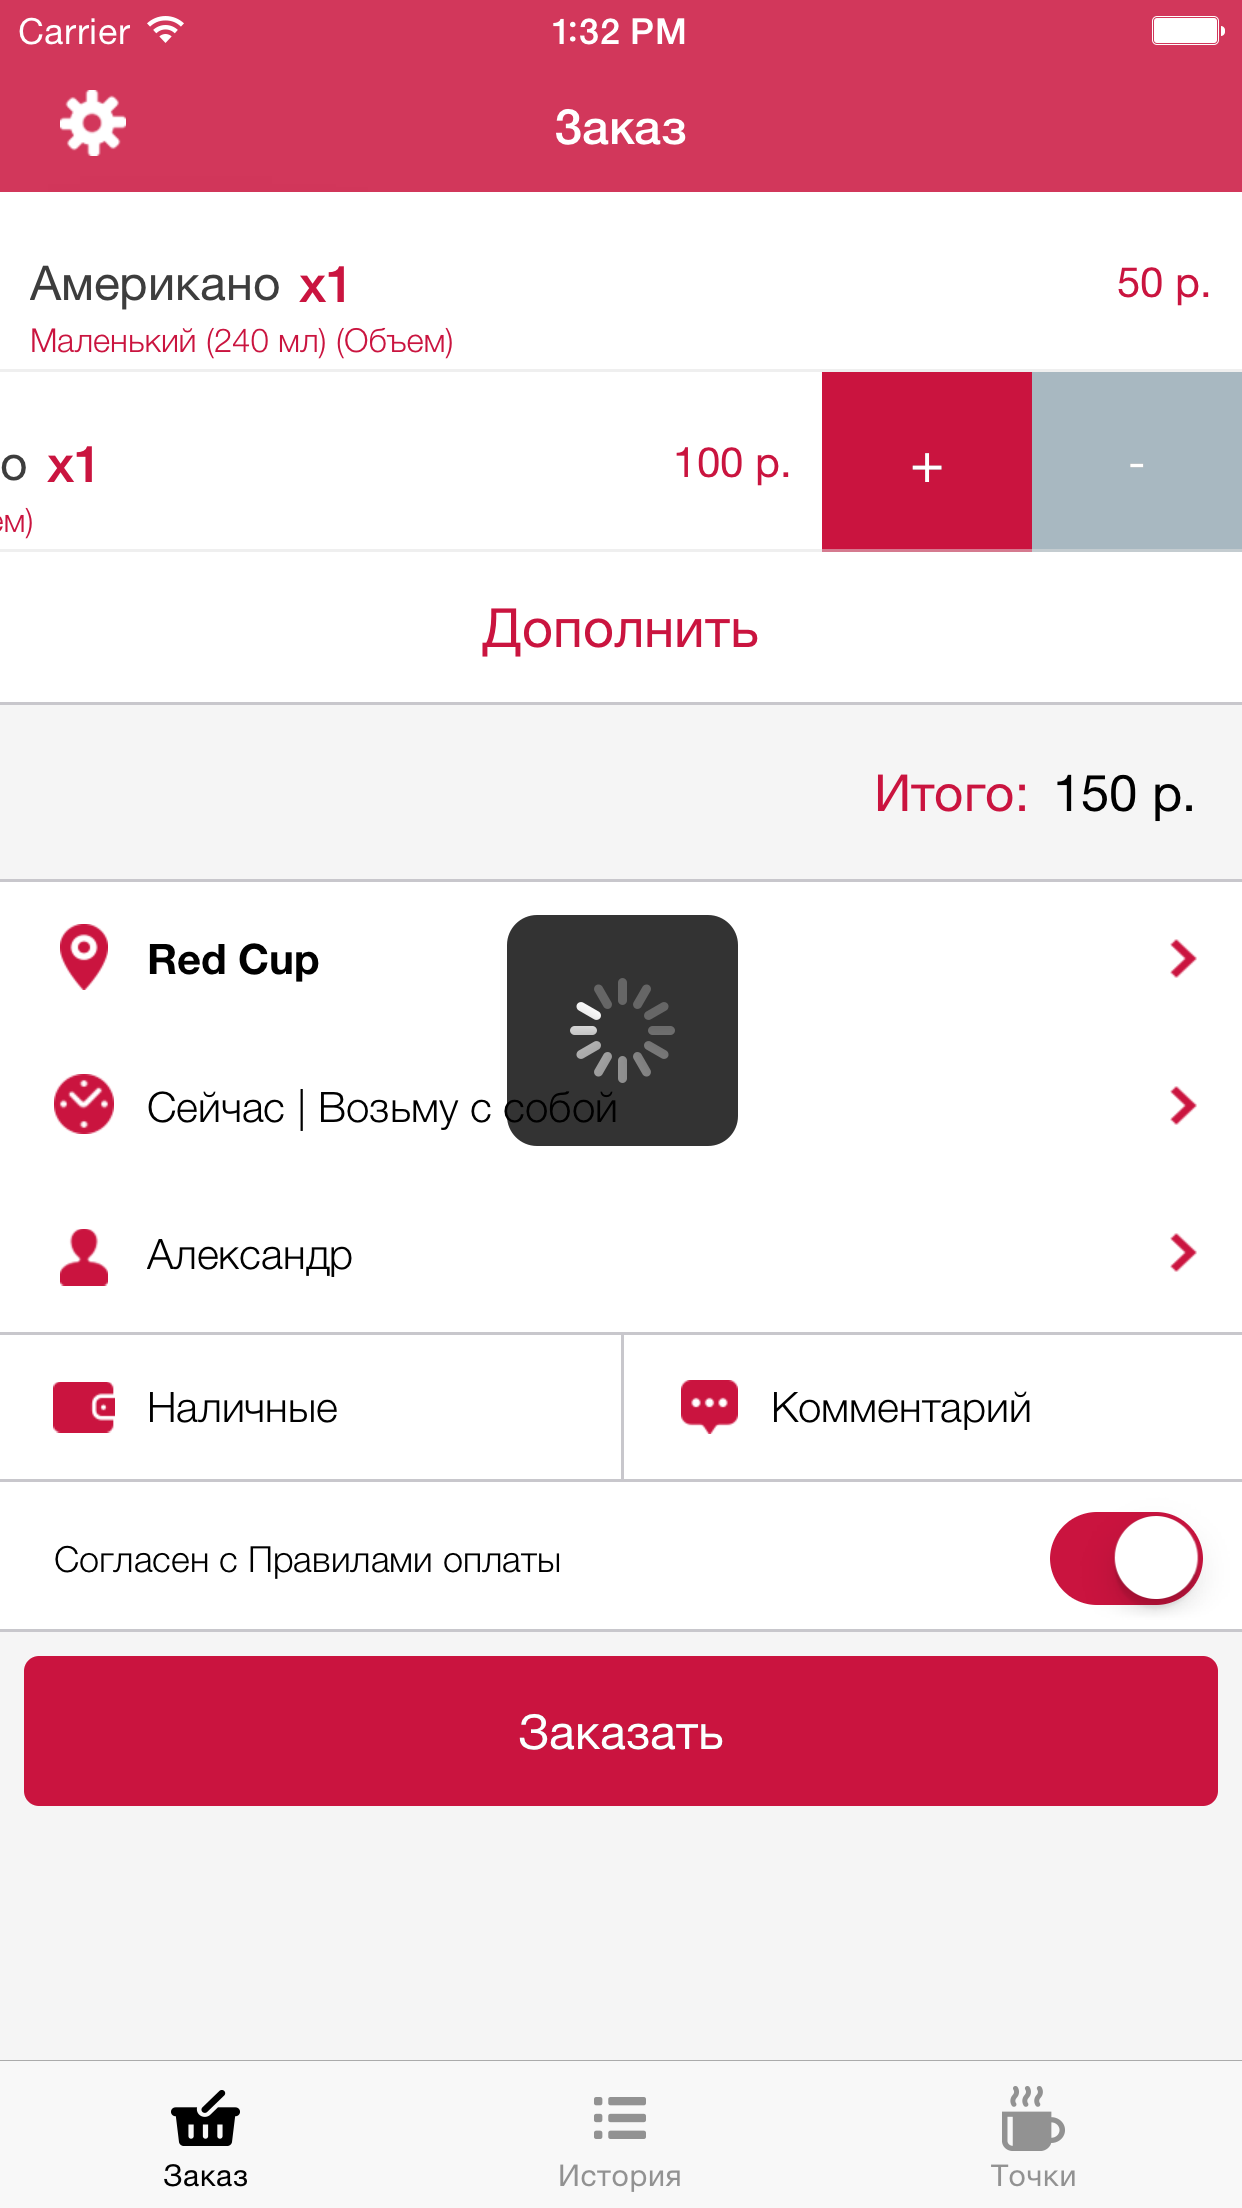 Carrier 1:32 PM
Заказ
Американо x1 50 р.
Маленький (240 мл) (Объем)
о x1 100 р. + -
ем)
Дополнить
Итого: 150 р.
Red Cup
Сейчас | Возьму с собой
Александр
Наличные Комментарий
Согласен с Правилами оплаты
Заказать
Заказ История Точки